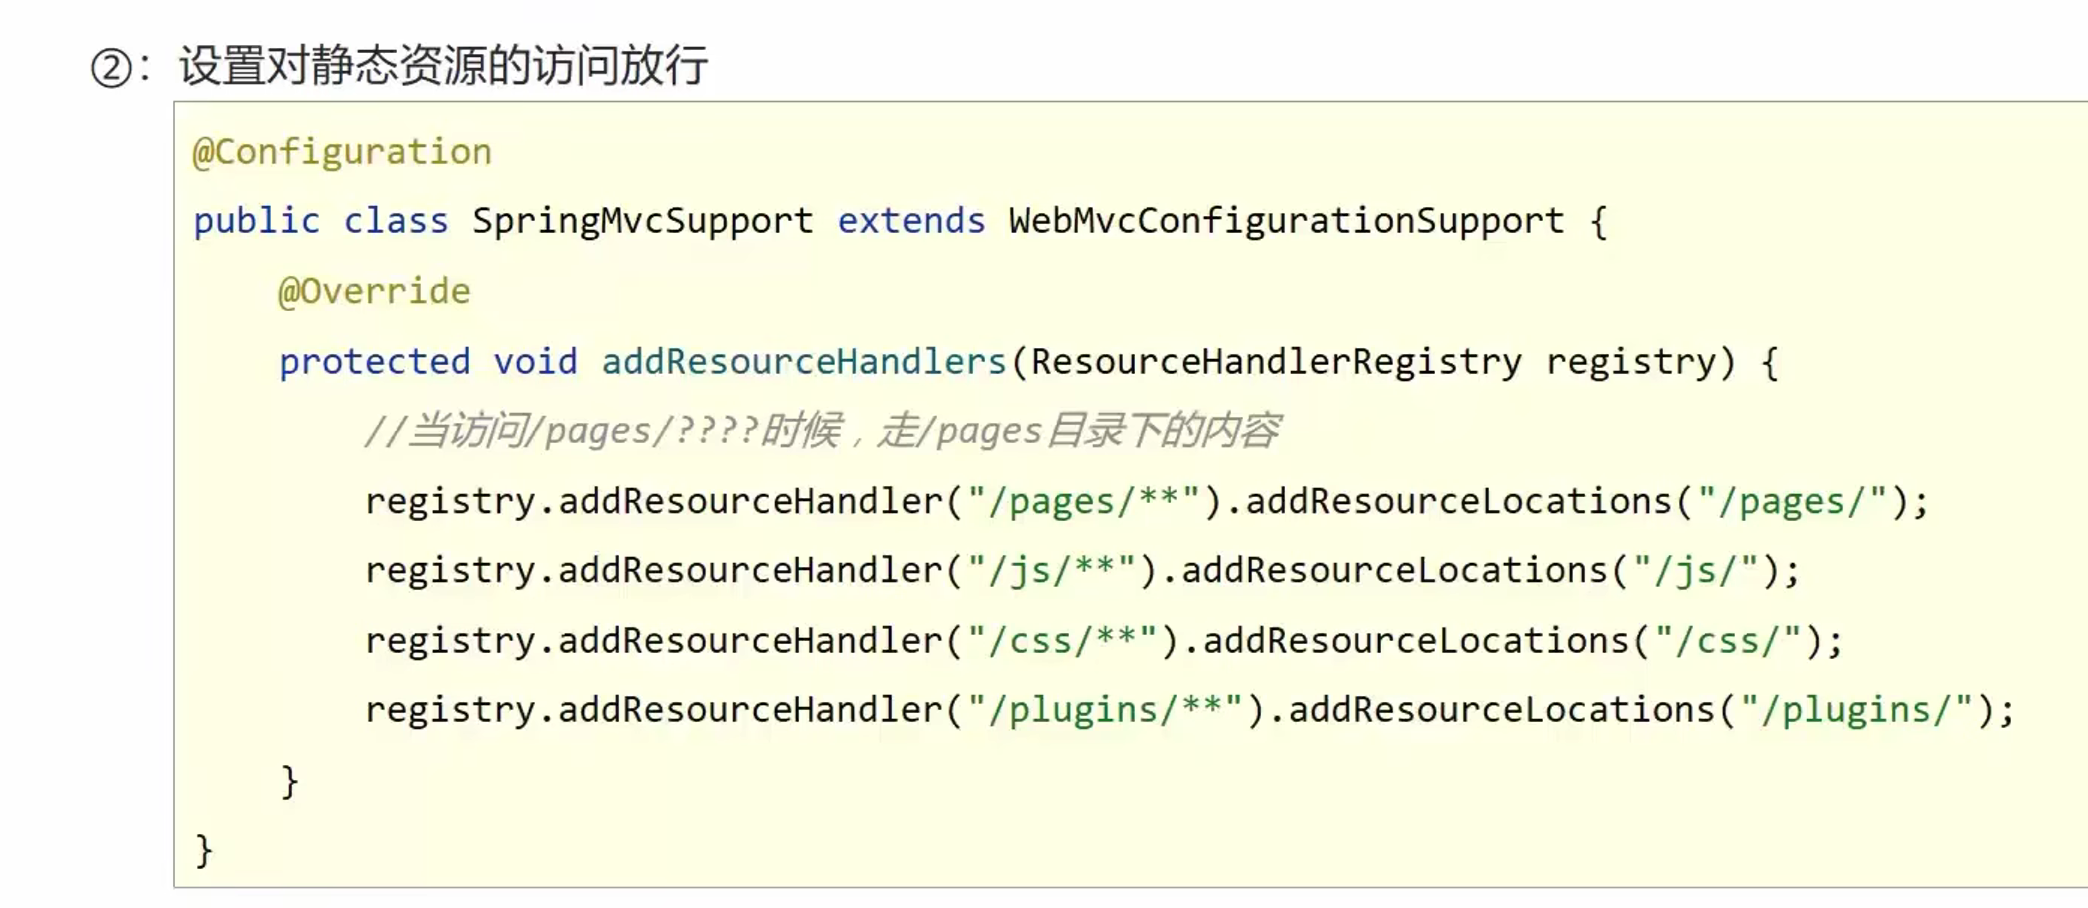 ②：设置对静态资源的访问放行
@Configuration
public class SpringMvcSupport extends WebMvcConfigurationSupport {
    @Override
    protected void addResourceHandlers(ResourceHandlerRegistry registry) {
        //当访问/pages/????时候，走/pages目录下的内容
        registry.addResourceHandler("/pages/**").addResourceLocations("/pages/");
        registry.addResourceHandler("/js/**").addResourceLocations("/js/");
        registry.addResourceHandler("/css/**").addResourceLocations("/css/");
        registry.addResourceHandler("/plugins/**").addResourceLocations("/plugins/");
    }
}